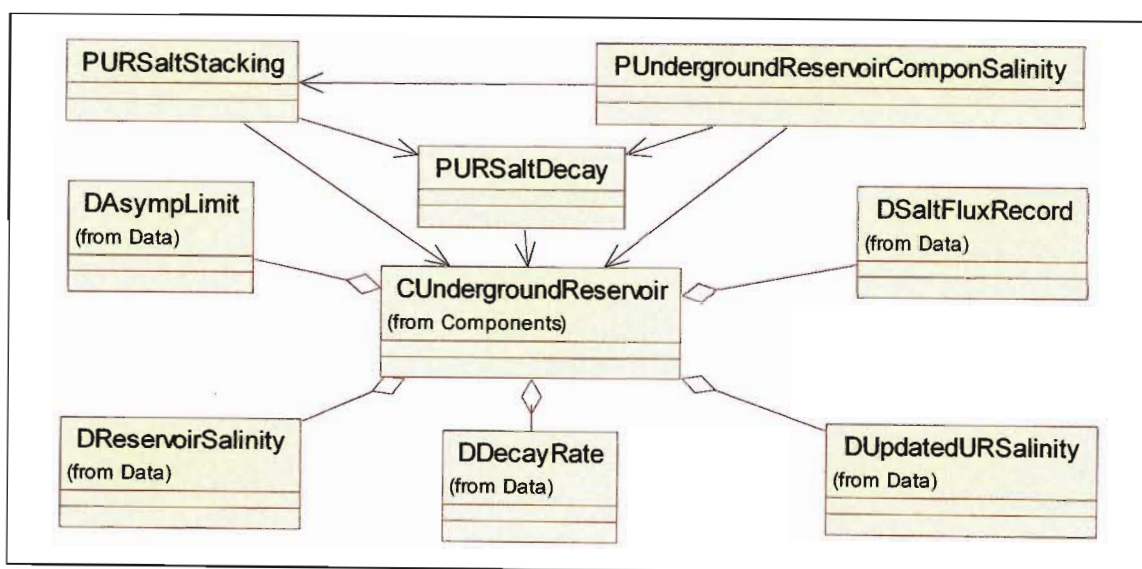 PURSaltStacking
PUndergroundReservoirComponSalinity
PURSaltDecay
DAsympLimit
(from Data)
DSaltFluxRecord
(from Data)
CUndergroundReservoir
(from Components)
DReservoirSalinity
(from Data)
DDecayRate
(from Data)
DUpdatedURSalinity
(from Data)